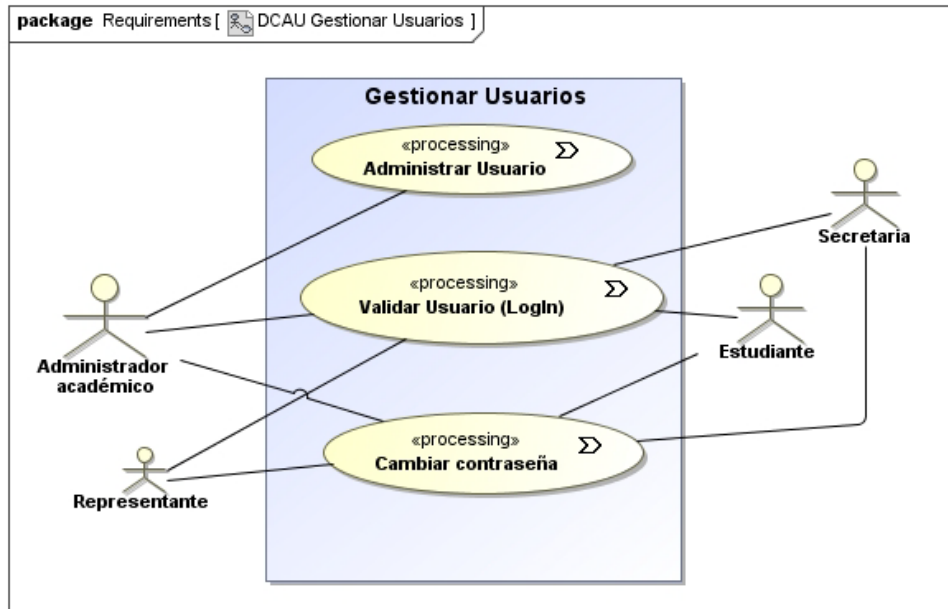 package Requirements [ DCAU Gestionar Usuarios ]
Gestionar Usuarios
«processing»
Administrar Usuario
«processing»
Validar Usuario (LogIn)
«processing»
Cambiar contraseña
Administrador
académico
Representante
Secretaria
Estudiante